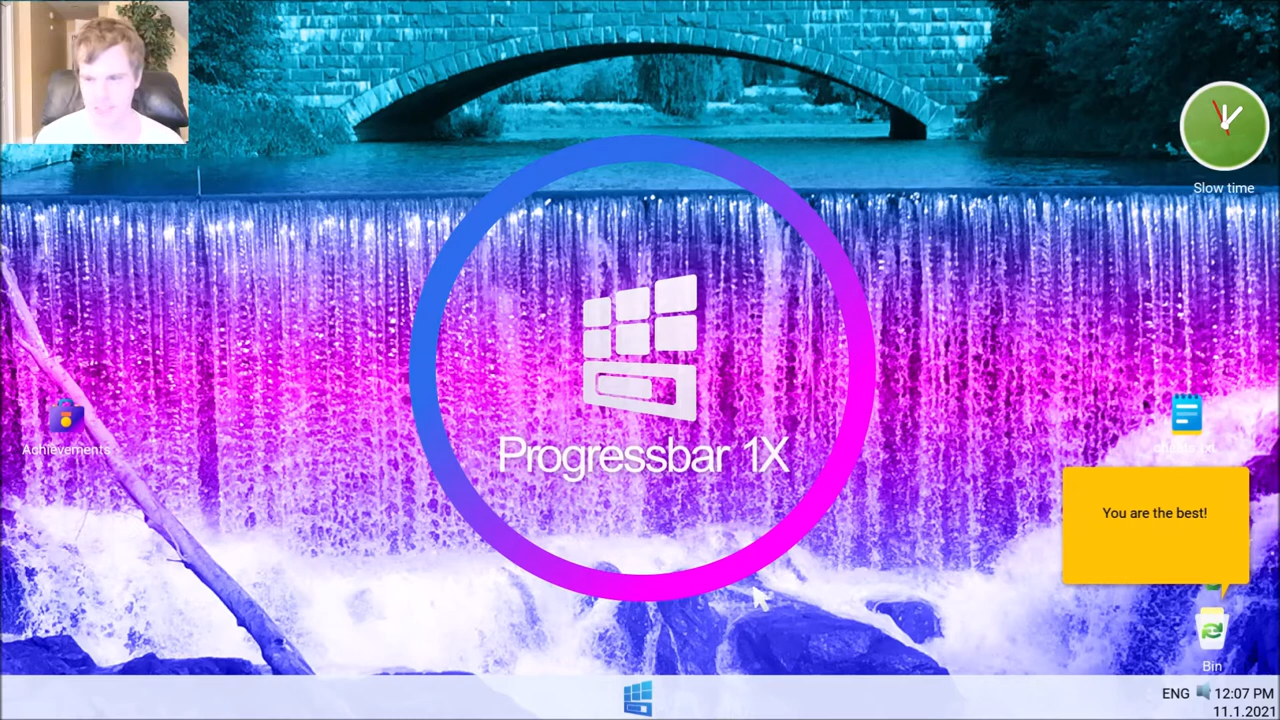 Slow time
Achievements
Progressbar 1X
You are the best!
Bin
ENG 12:07 PM
11.1.2021